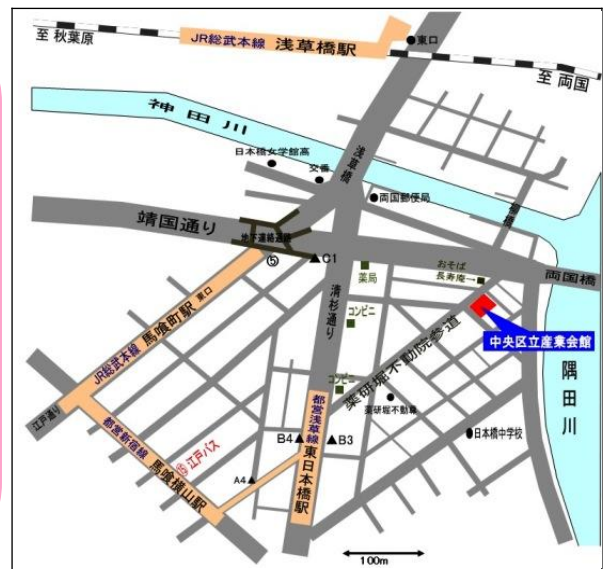 JR総武本線 浅草橋駅
東口
至 秋葉原
至 両国
神田川
日本橋女学館高
交番
浅草橋
両国郵便局
柳橋
靖国通り
地下連絡通路
⑤
C1
薬局
おそば
長寿庵→
両国橋
清杉通り
コンビニ
中央区立産業会館
JR総武本線 馬喰町駅 東口
薬研堀不動院参道
隅田川
江戸通り
コンビニ
都営浅草線 東日本橋駅
薬研堀不動尊
日本橋中学校
都営新宿線 馬喰横山駅
⑮ 江戸バス
B4
B3
A4
100m